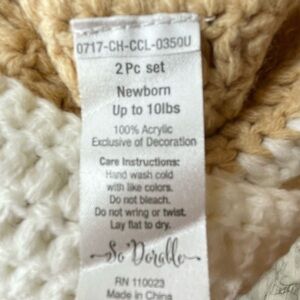 0717-CH-CCL-0350U
2 Pc set
Newborn
Up to 10lbs
100% Acrylic
Exclusive of Decoration
Care Instructions:
Hand wash cold
with like colors.
Do not bleach.
Do not wring or twist.
Lay flat to dry.
So'Dorable
RN 110023
Made in China